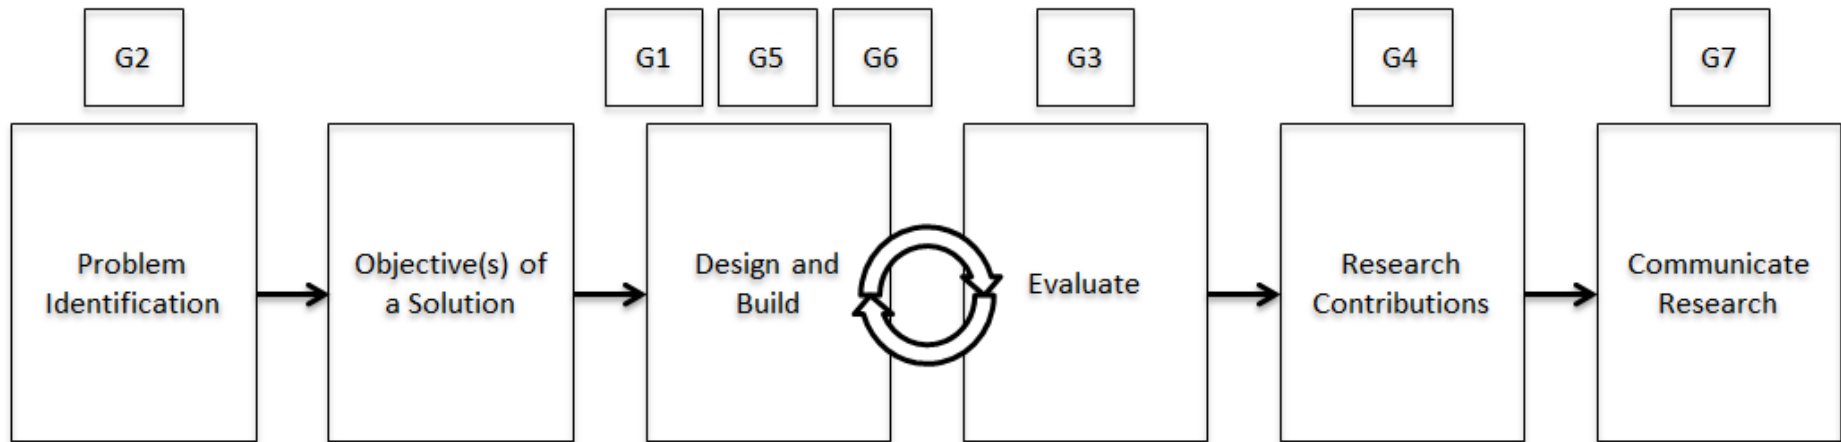 G2
G1
G5
G6
G3
G4
G7
Problem
Identification
Objective(s) of
a Solution
Design and
Build
Evaluate
Research
Contributions
Communicate
Research